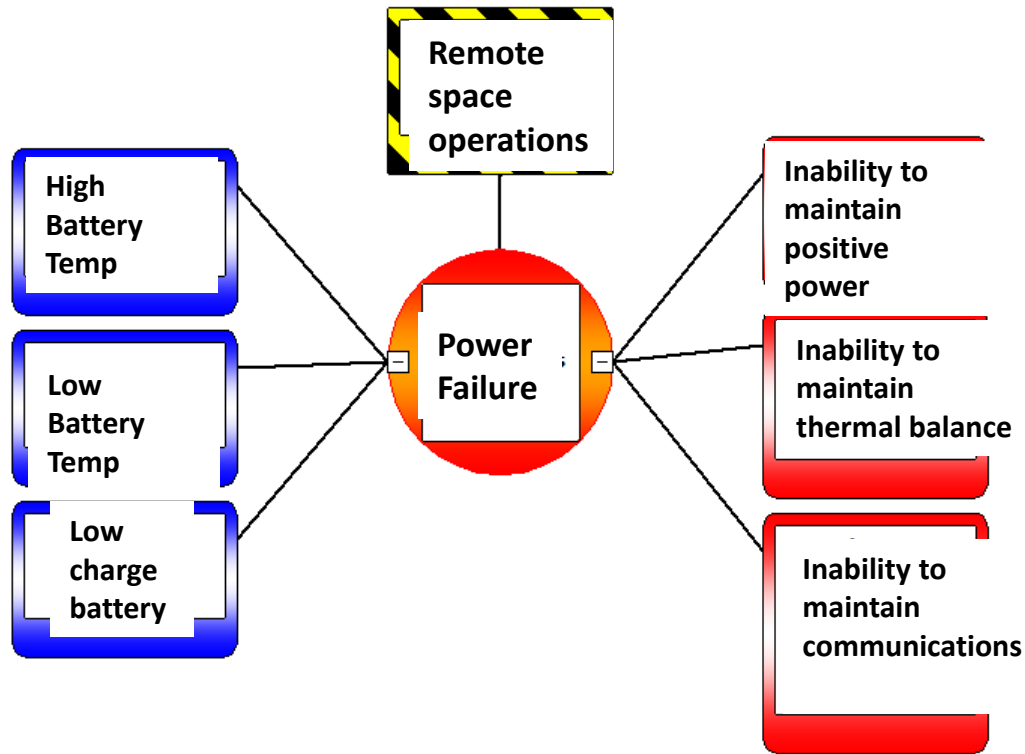 Remote
space
operations
High
Battery
Temp
Low
Battery
Temp
Low
charge
battery
Power
Failure
Inability to
maintain
positive
power
Inability to
maintain
thermal balance
Inability to
maintain
communications